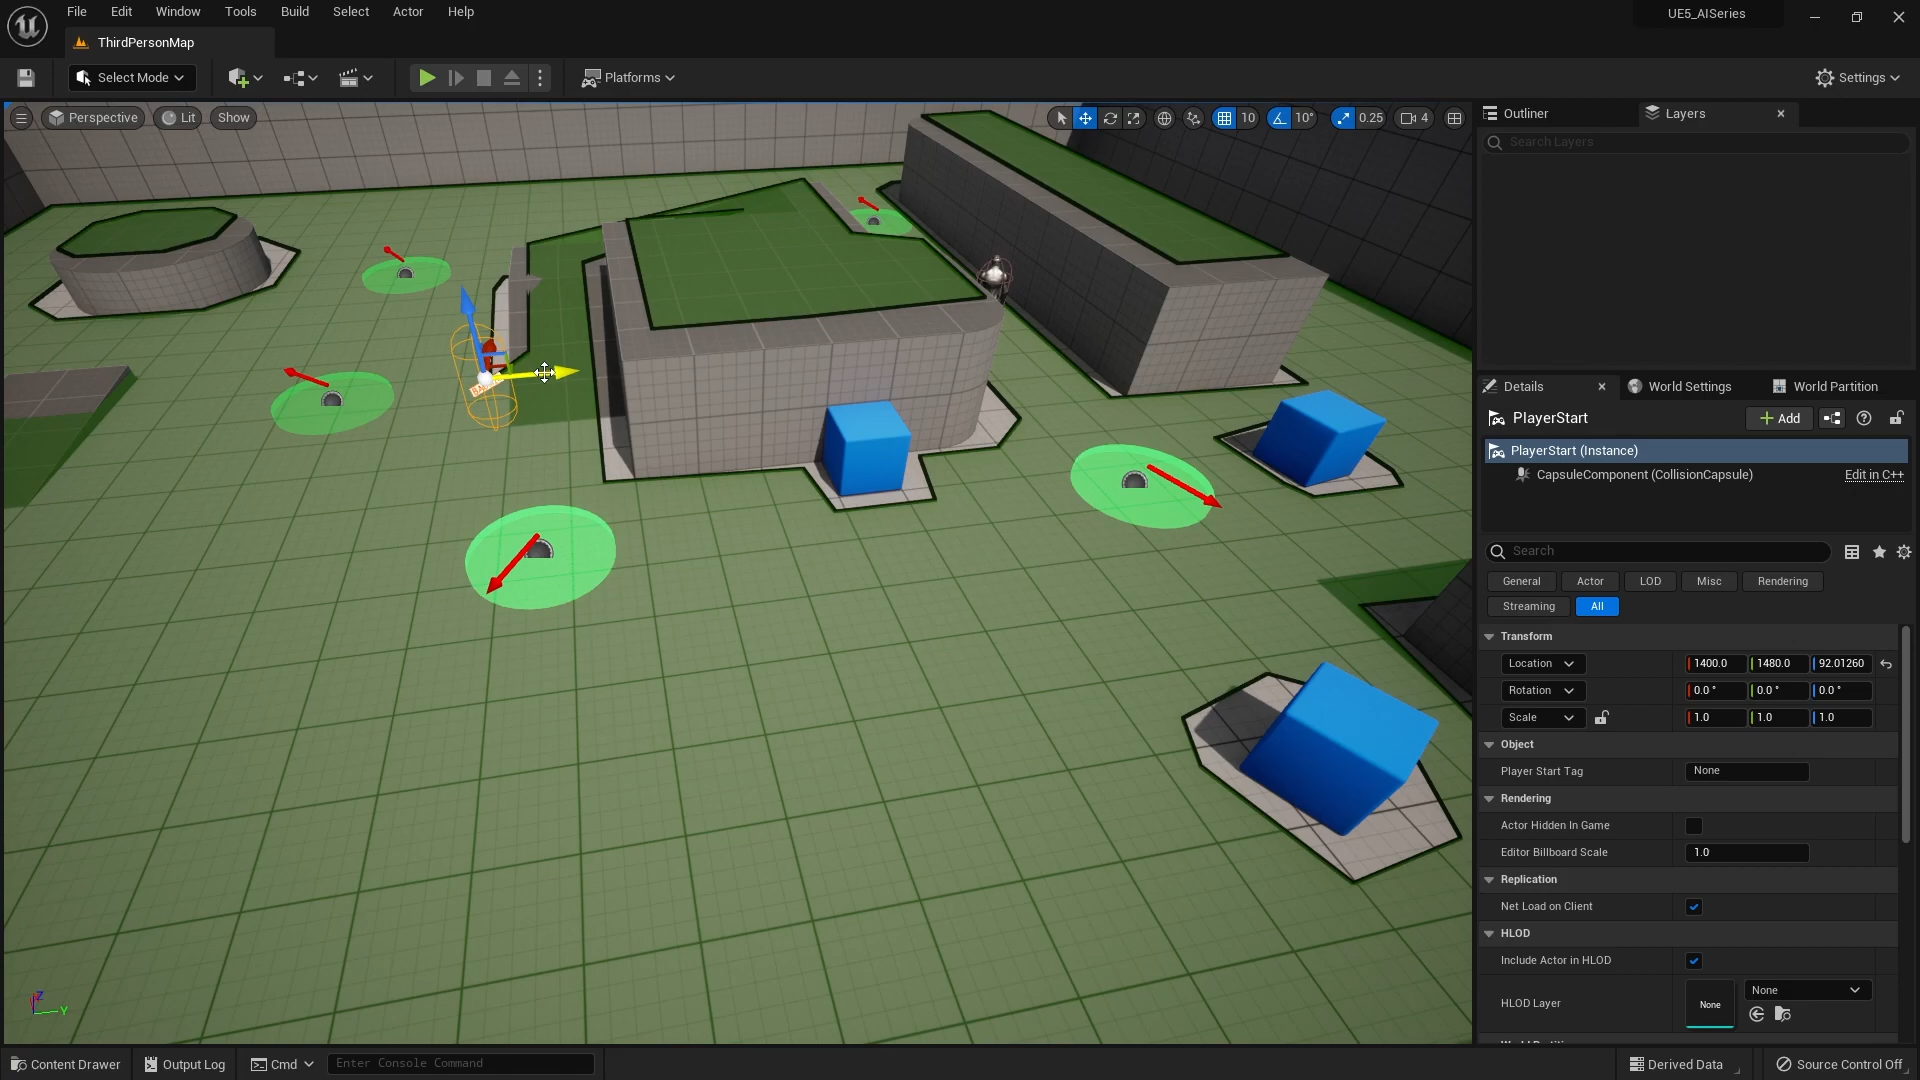 File Edit Window Tools Build Select Actor Help
UE5_AISeries
ThirdPersonMap
Select Mode
Platforms
Settings
Perspective Lit Show
10 10° 0.25 4
Outliner Layers
Search Layers
Details World Settings World Partition
PlayerStart
Add
PlayerStart (Instance)
CapsuleComponent (CollisionCapsule) Edit in C++
Search
General Actor LOD Misc Rendering
Streaming All
Transform
Location 1400.0 1480.0 92.01260
Rotation 0.0 ° 0.0 ° 0.0 °
Scale 1.0 1.0 1.0
Object
Player Start Tag None
Rendering
Actor Hidden In Game
Editor Billboard Scale 1.0
Replication
Net Load on Client
HLOD
Include Actor in HLOD
HLOD Layer None None
Z Y
Content Drawer Output Log Cmd Enter Console Command
Derived Data Source Control Off